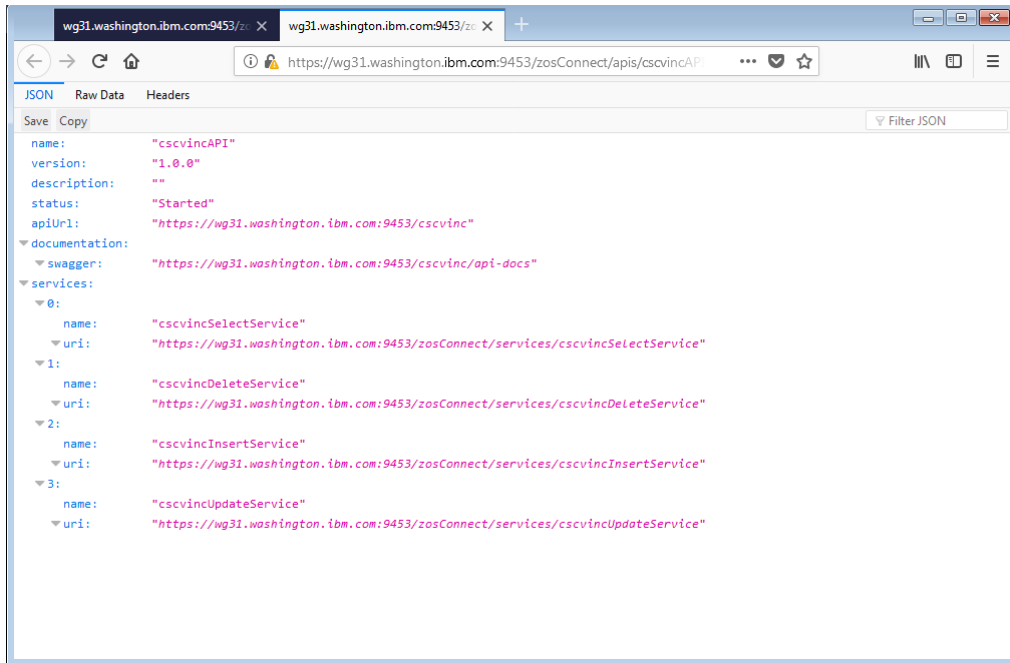 wg31.washington.ibm.com:9453/zc wg31.washington.ibm.com:9453/zc
https://wg31.washington.ibm.com:9453/zosConnect/apis/cscvincAP
JSON Raw Data Headers
Save Copy Filter JSON
name: "cscvincAPI"
version: "1.0.0"
description: ""
status: "Started"
apiUrl: "https://wg31.washington.ibm.com:9453/cscvinc"
documentation:
swagger: "https://wg31.washington.ibm.com:9453/cscvinc/api-docs"
services:
0:
name: "cscvincSelectService"
uri: "https://wg31.washington.ibm.com:9453/zosConnect/services/cscvincSelectService"
1:
name: "cscvincDeleteService"
uri: "https://wg31.washington.ibm.com:9453/zosConnect/services/cscvincDeleteService"
2:
name: "cscvincInsertService"
uri: "https://wg31.washington.ibm.com:9453/zosConnect/services/cscvincInsertService"
3:
name: "cscvincUpdateService"
uri: "https://wg31.washington.ibm.com:9453/zosConnect/services/cscvincUpdateService"